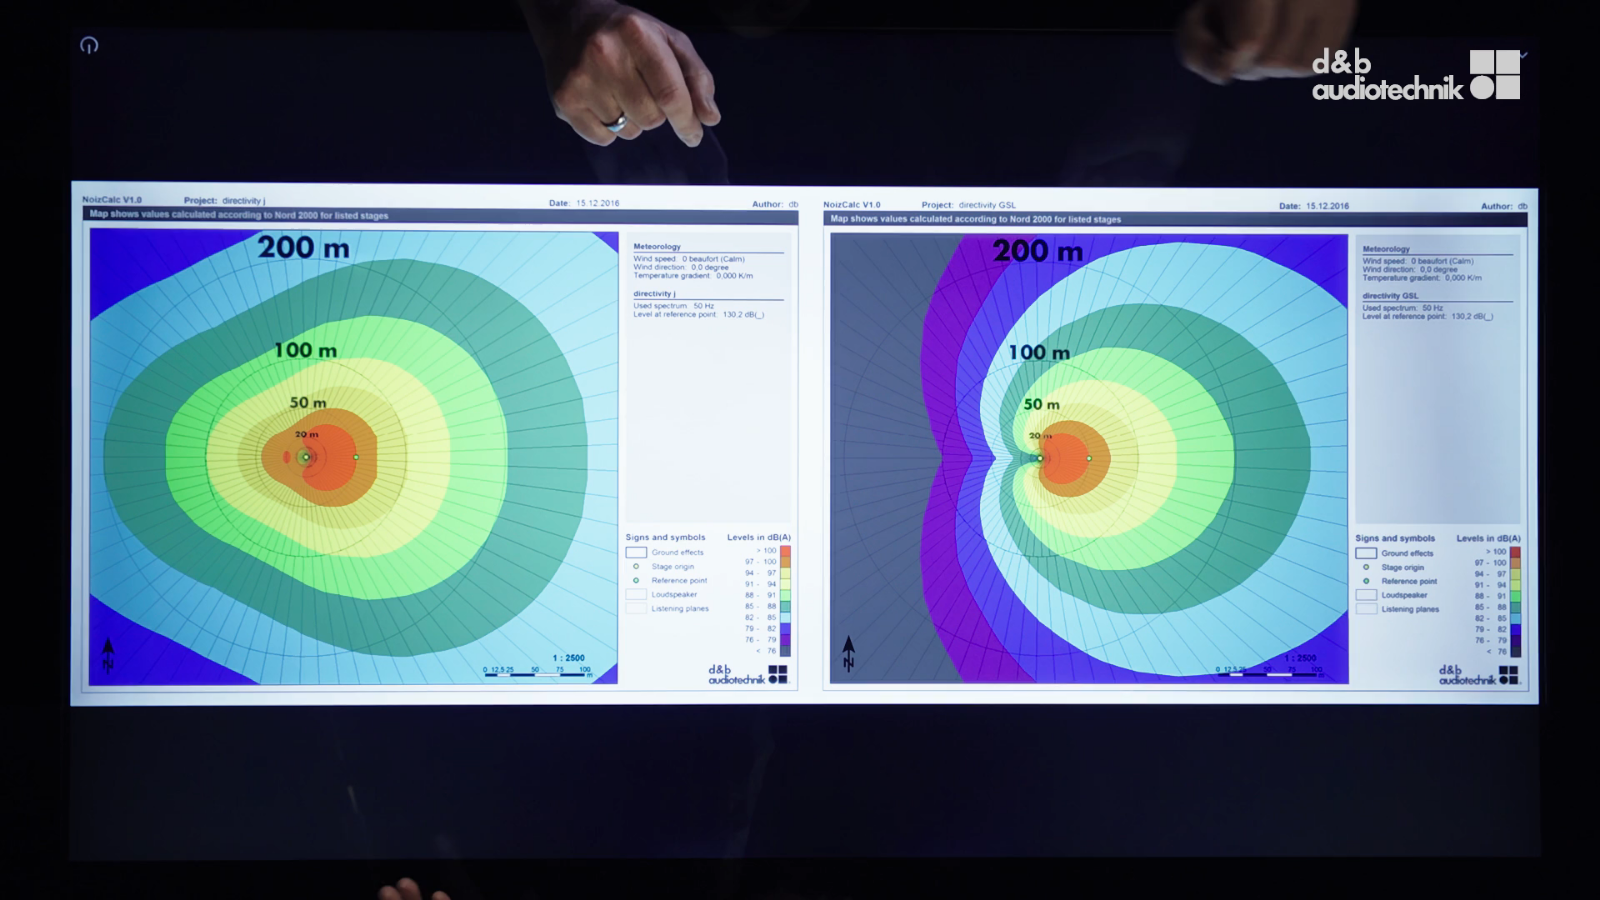 d&b
audiotechnik
NoizCalc V1.0 Project: directivity j Date: 15.12.2016 Author: db
Map shows values calculated according to Nord 2000 for listed stages
200 m
100 m
50 m
20 m
Meteorology
Wind speed: 0 beaufort (Calm)
Wind direction: 0,0 degree
Temperature gradient: 0,000 K/m
directivity j
Used spectrum: 50 Hz
Level at reference point: 130,2 dB(_)
Signs and symbols
Ground effects
Stage origin
Reference point
Loudspeaker
Listening planes
Levels in dB(A)
> 100
97 - 100
94 - 97
91 - 94
88 - 91
85 - 88
82 - 85
79 - 82
76 - 79
< 76
N
1 : 2500
0 12,5 25 50 75 100
m
d&b
audiotechnik
NoizCalc V1.0 Project: directivity GSL Date: 15.12.2016 Author: db
Map shows values calculated according to Nord 2000 for listed stages
200 m
100 m
50 m
20 m
Meteorology
Wind speed: 0 beaufort (Calm)
Wind direction: 0,0 degree
Temperature gradient: 0,000 K/m
directivity GSL
Used spectrum: 50 Hz
Level at reference point: 130,2 dB(_)
Signs and symbols
Ground effects
Stage origin
Reference point
Loudspeaker
Listening planes
Levels in dB(A)
> 100
97 - 100
94 - 97
91 - 94
88 - 91
85 - 88
82 - 85
79 - 82
76 - 79
< 76
N
1 : 2500
0 12,5 25 50 75 100
m
d&b
audiotechnik